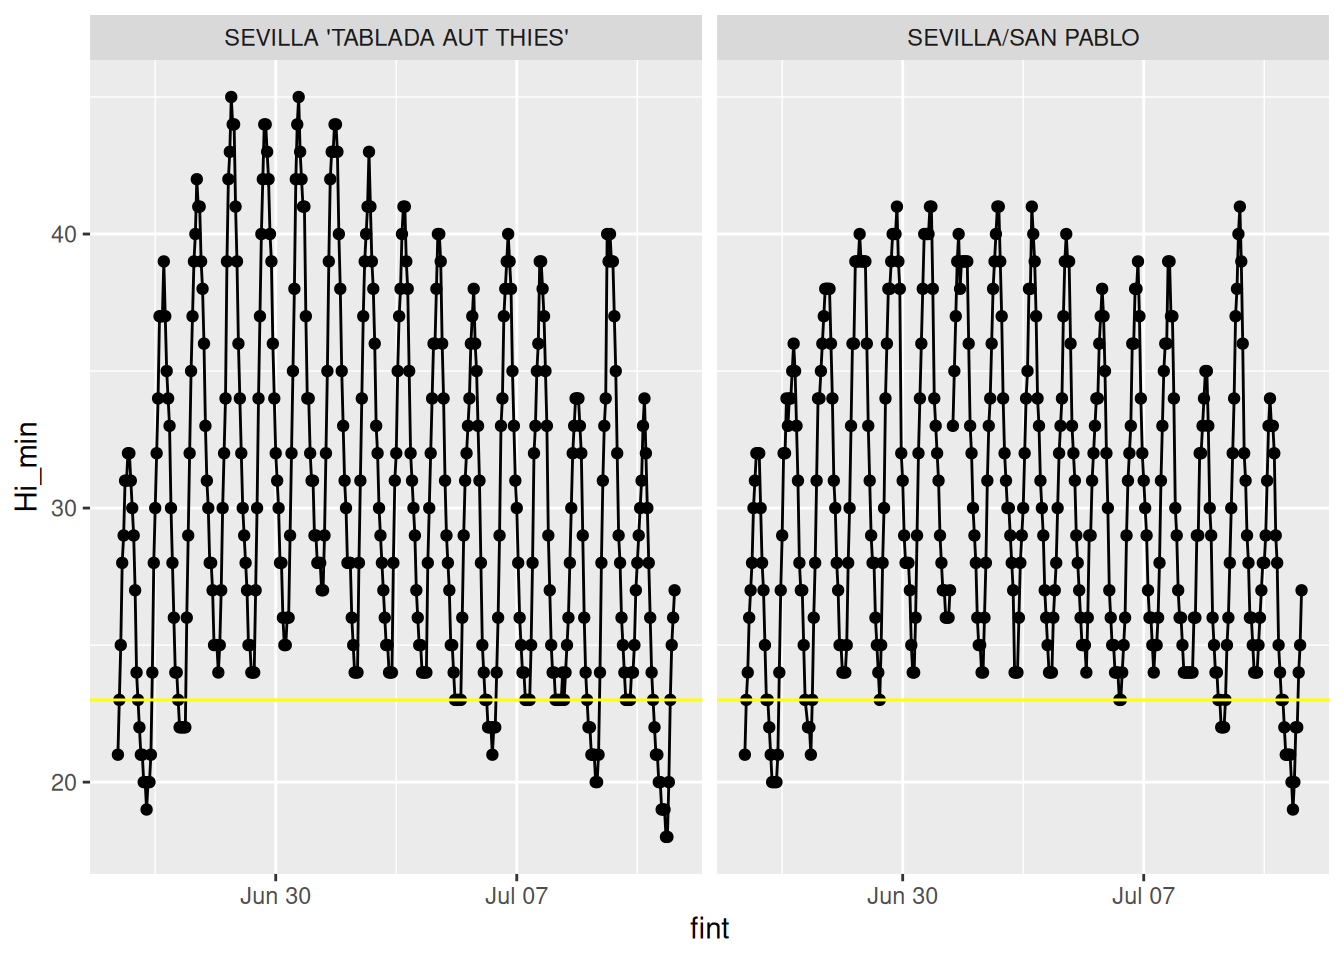 SEVILLA 'TABLADA AUT THIES'
SEVILLA/SAN PABLO
Hi_min
40
30
20
Jun 30
Jul 07
Jun 30
Jul 07
fint